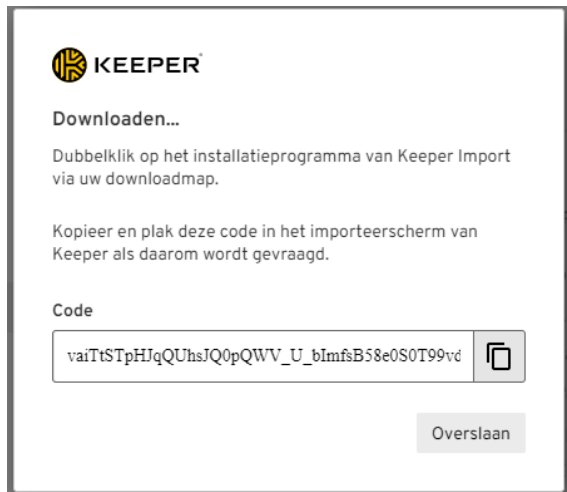 KEEPER
Downloaden...
Dubbelklik op het installatieprogramma van Keeper Import
via uw downloadmap.
Kopieer en plak deze code in het importeerscherm van
Keeper als daarom wordt gevraagd.
Code
vaiTtSTpHJqQUhsJQ0pQWV_U_bImfsB58e0S0T99vd
Overslaan